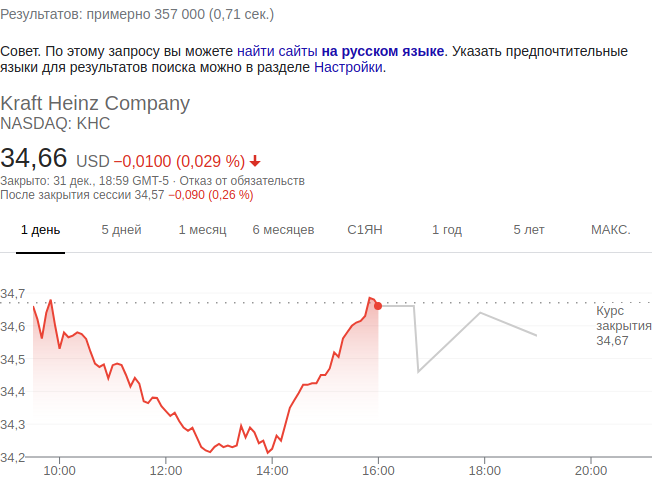 Результатов: примерно 357 000 (0,71 сек.)
Совет. По этому запросу вы можете найти сайты на русском языке. Указать предпочтительные
языки для результатов поиска можно в разделе Настройки.
Kraft Heinz Company
NASDAQ: KHC
34,66 USD −0,0100 (0,029 %)
Закрыто: 31 дек., 18:59 GMT-5 · Отказ от обязательств
После закрытия сессии 34,57 −0,090 (0,26 %)
1 день 5 дней 1 месяц 6 месяцев С1ЯН 1 год 5 лет МАКС.
34,7
34,6
34,5
34,4
34,3
34,2
Курс
закрытия
34,67
10:00 12:00 14:00 16:00 18:00 20:00